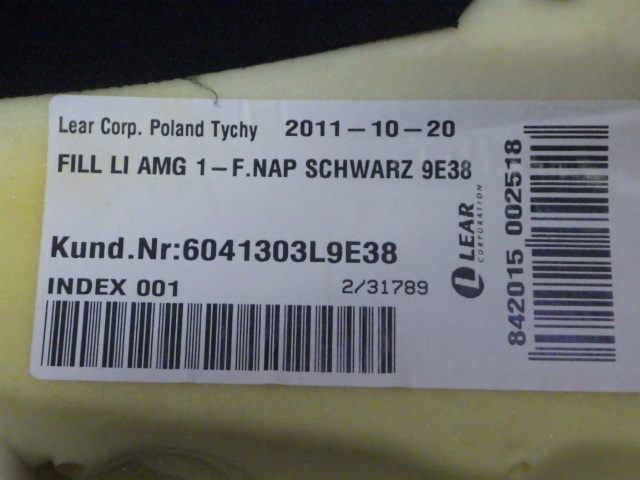 Lear Corp. Poland Tychy 2011-10-20
FILL LI AMG 1-F.NAP SCHWARZ 9E38
Kund.Nr:6041303L9E38
INDEX 001 2/31789
LEAR
CORPORATION
842015 002518